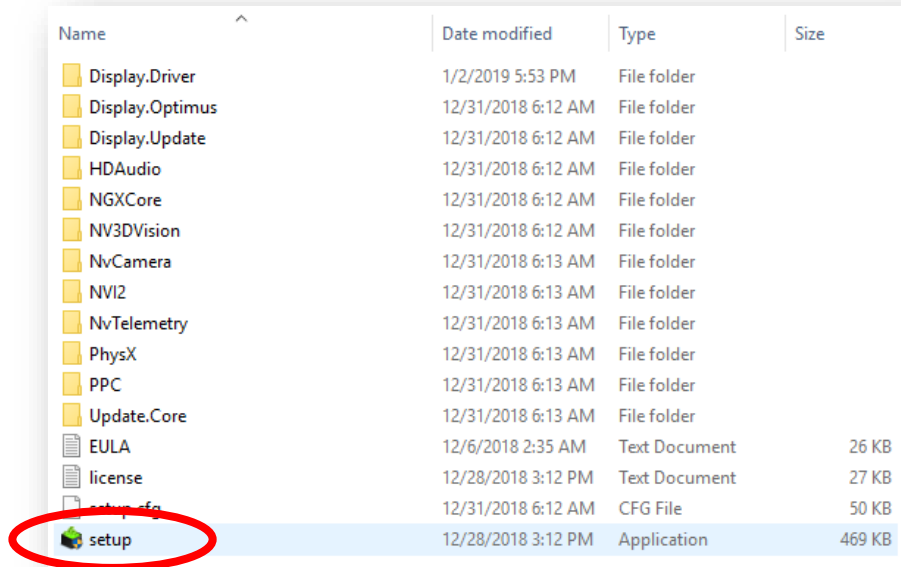 Name Date modified Type Size
Display.Driver 1/2/2019 5:53 PM File folder
Display.Optimus 12/31/2018 6:12 AM File folder
Display.Update 12/31/2018 6:12 AM File folder
HDAudio 12/31/2018 6:12 AM File folder
NGXCore 12/31/2018 6:12 AM File folder
NV3DVision 12/31/2018 6:12 AM File folder
NvCamera 12/31/2018 6:13 AM File folder
NVI2 12/31/2018 6:13 AM File folder
NvTelemetry 12/31/2018 6:13 AM File folder
PhysX 12/31/2018 6:13 AM File folder
PPC 12/31/2018 6:13 AM File folder
Update.Core 12/31/2018 6:13 AM File folder
EULA 12/6/2018 2:35 AM Text Document 26 KB
license 12/28/2018 3:12 PM Text Document 27 KB
setup.cfg 12/31/2018 6:12 AM CFG File 50 KB
setup 12/28/2018 3:12 PM Application 469 KB